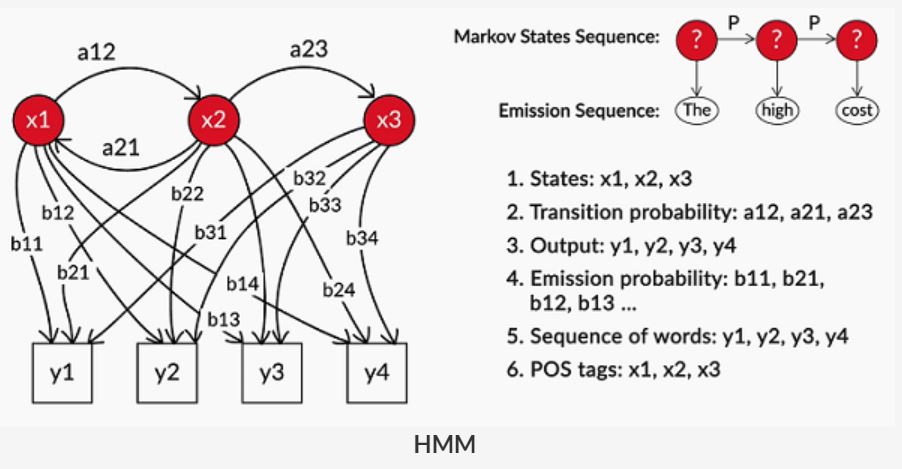 a12
a23
x1
x2
x3
a21
b22
b32
b12
b33
b11
b31
b34
b21
b14
b24
b13
y1
y2
y3
y4
Markov States Sequence:
?
P
?
P
?
Emission Sequence:
The
high
cost
1. States: x1, x2, x3
2. Transition probability: a12, a21, a23
3. Output: y1, y2, y3, y4
4. Emission probability: b11, b21,
b12, b13 ...
5. Sequence of words: y1, y2, y3, y4
6. POS tags: x1, x2, x3
HMM